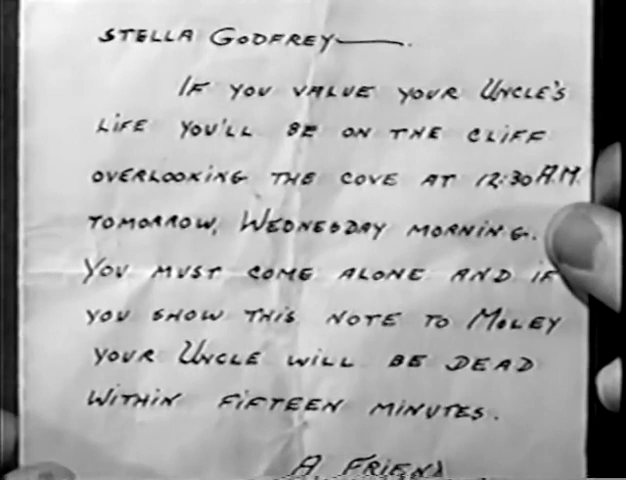 STELLA GODFREY—.
IF YOU VALUE YOUR UNCLE'S
LIFE YOU'LL BE ON THE CLIFF
OVERLOOKING THE COVE AT 12:30 A.M.
TOMORROW, WEDNESDAY MORNING.
YOU MUST COME ALONE AND IF
YOU SHOW THIS NOTE TO MOLEY
YOUR UNCLE WILL BE DEAD
WITHIN FIFTEEN MINUTES.
A FRIEND